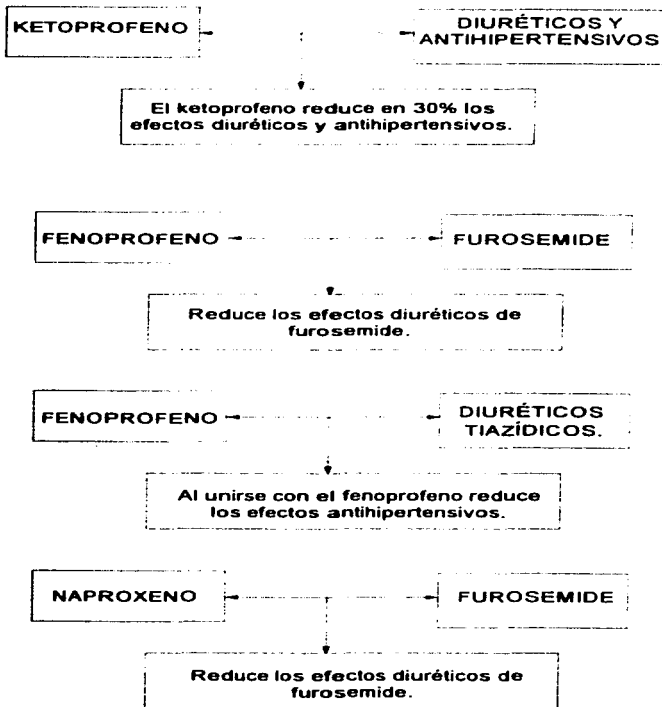 KETOPROFENO
DIURÉTICOS Y
ANTIHIPERTENSIVOS
El ketoprofeno reduce en 30% los
efectos diuréticos y antihipertensivos.
FENOPROFENO
FUROSEMIDE
Reduce los efectos diuréticos de
furosemide.
FENOPROFENO
DIURÉTICOS
TIAZÍDICOS.
Al unirse con el fenoprofeno reduce
los efectos antihipertensivos.
NAPROXENO
FUROSEMIDE
Reduce los efectos diuréticos de
furosemide.